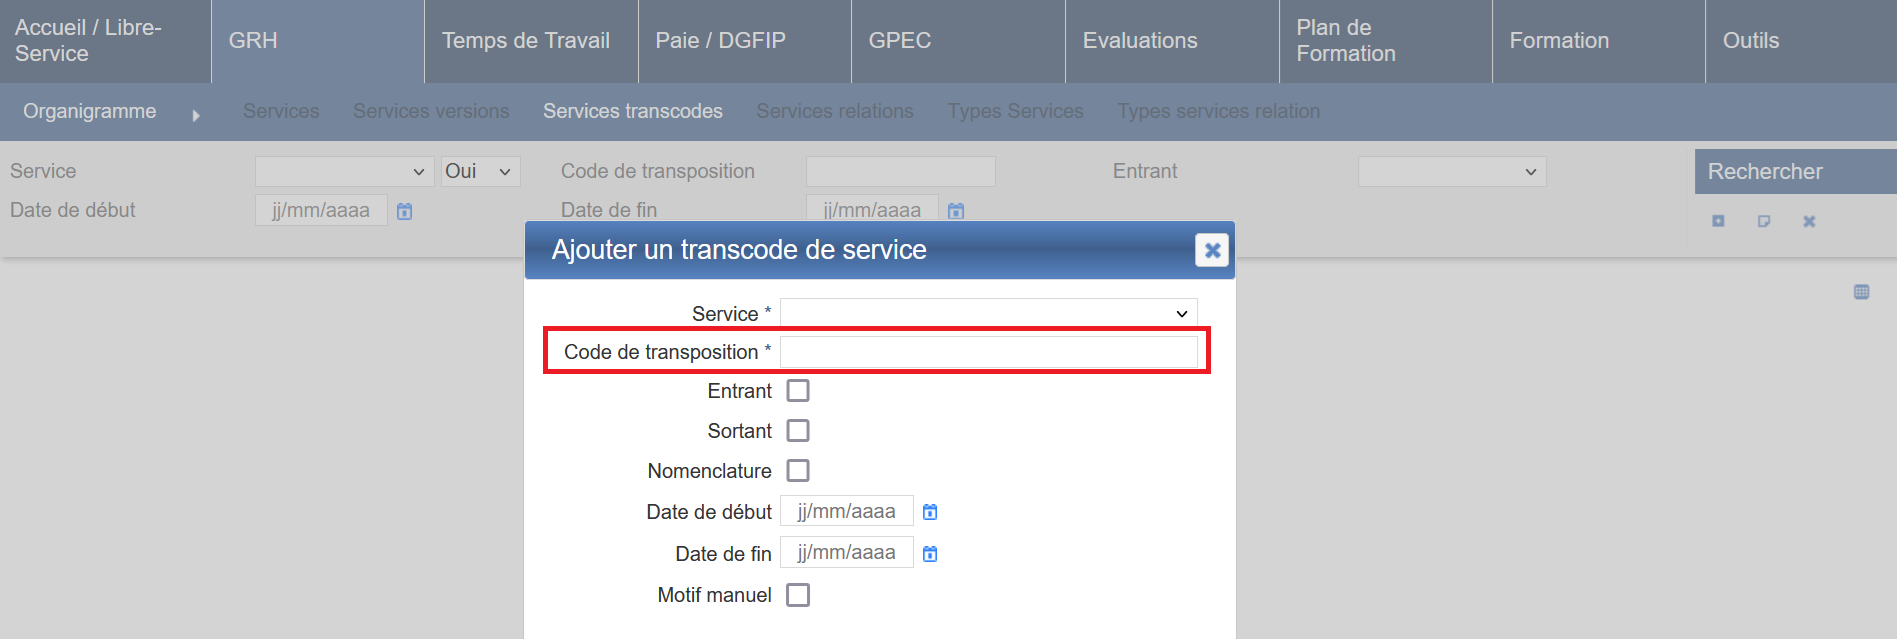 Accueil / Libre-
Service
GRH
Temps de Travail
Paie / DGFIP
GPEC
Evaluations
Plan de
Formation
Formation
Outils
Organigramme
Services
Services versions
Services transcodes
Services relations
Types Services
Types services relation
Service
Oui
Code de transposition
Entrant
Rechercher
Date de début
jj/mm/aaaa
Date de fin
jj/mm/aaaa
Ajouter un transcode de service
Service *
Code de transposition *
Entrant
Sortant
Nomenclature
Date de début jj/mm/aaaa
Date de fin jj/mm/aaaa
Motif manuel